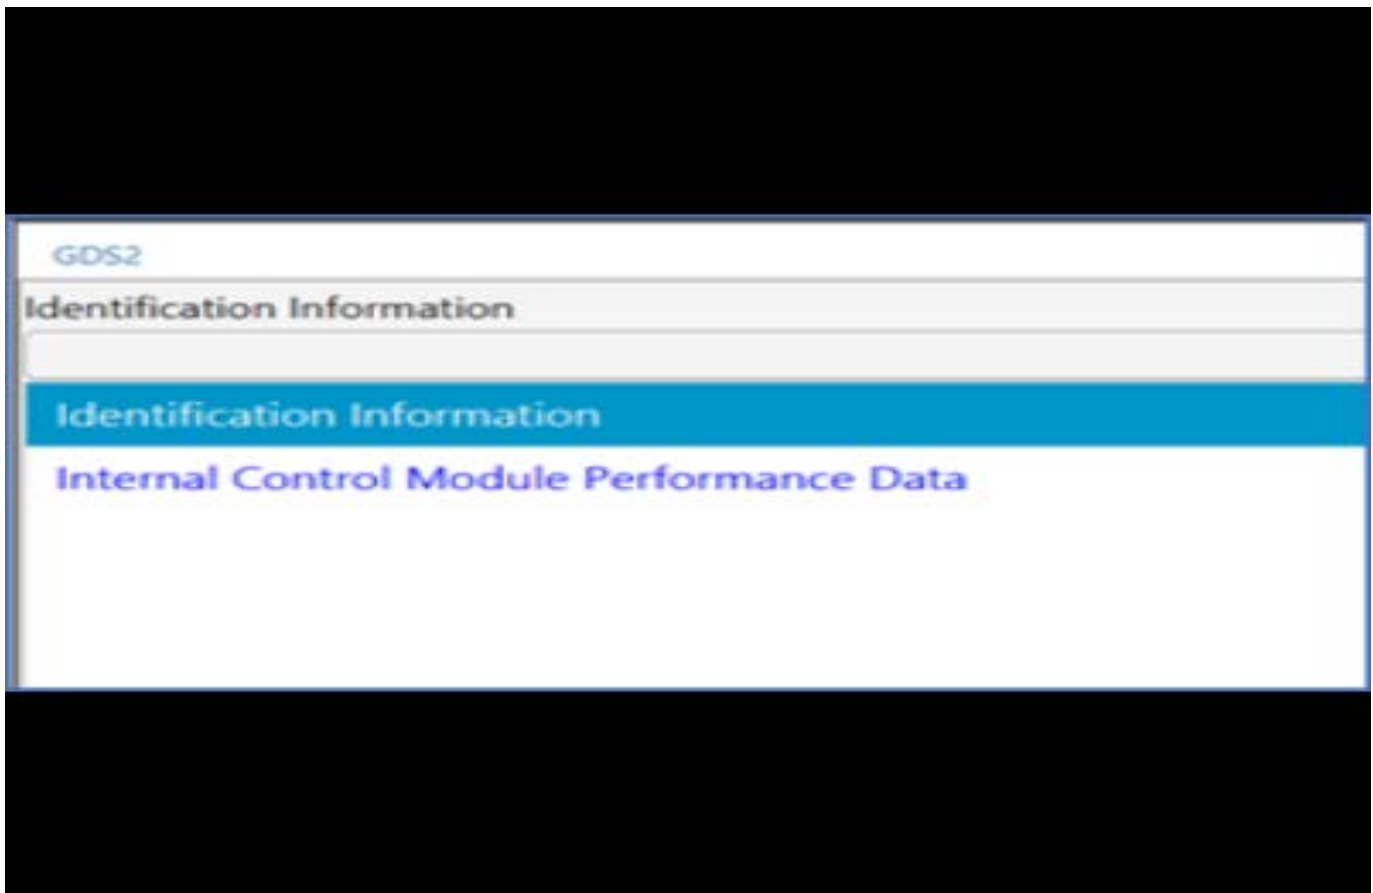 GDS2
Identification Information
Identification Information
Internal Control Module Performance Data